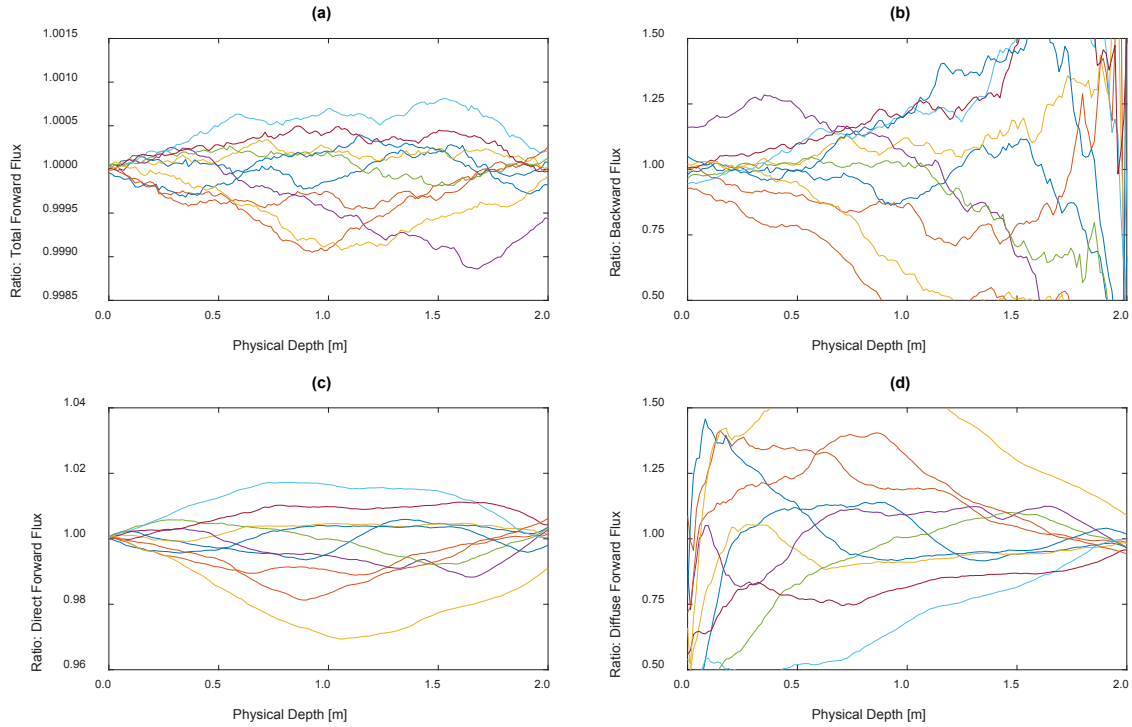 (a)
1.0015
1.0010
1.0005
1.0000
0.9995
0.9990
0.9985
Ratio: Total Forward Flux
0.0 0.5 1.0 1.5 2.0
Physical Depth [m]
(b)
1.50
1.25
1.00
0.75
0.50
Ratio: Backward Flux
0.0 0.5 1.0 1.5 2.0
Physical Depth [m]
(c)
1.04
1.02
1.00
0.98
0.96
Ratio: Direct Forward Flux
0.0 0.5 1.0 1.5 2.0
Physical Depth [m]
(d)
1.50
1.25
1.00
0.75
0.50
Ratio: Diffuse Forward Flux
0.0 0.5 1.0 1.5 2.0
Physical Depth [m]